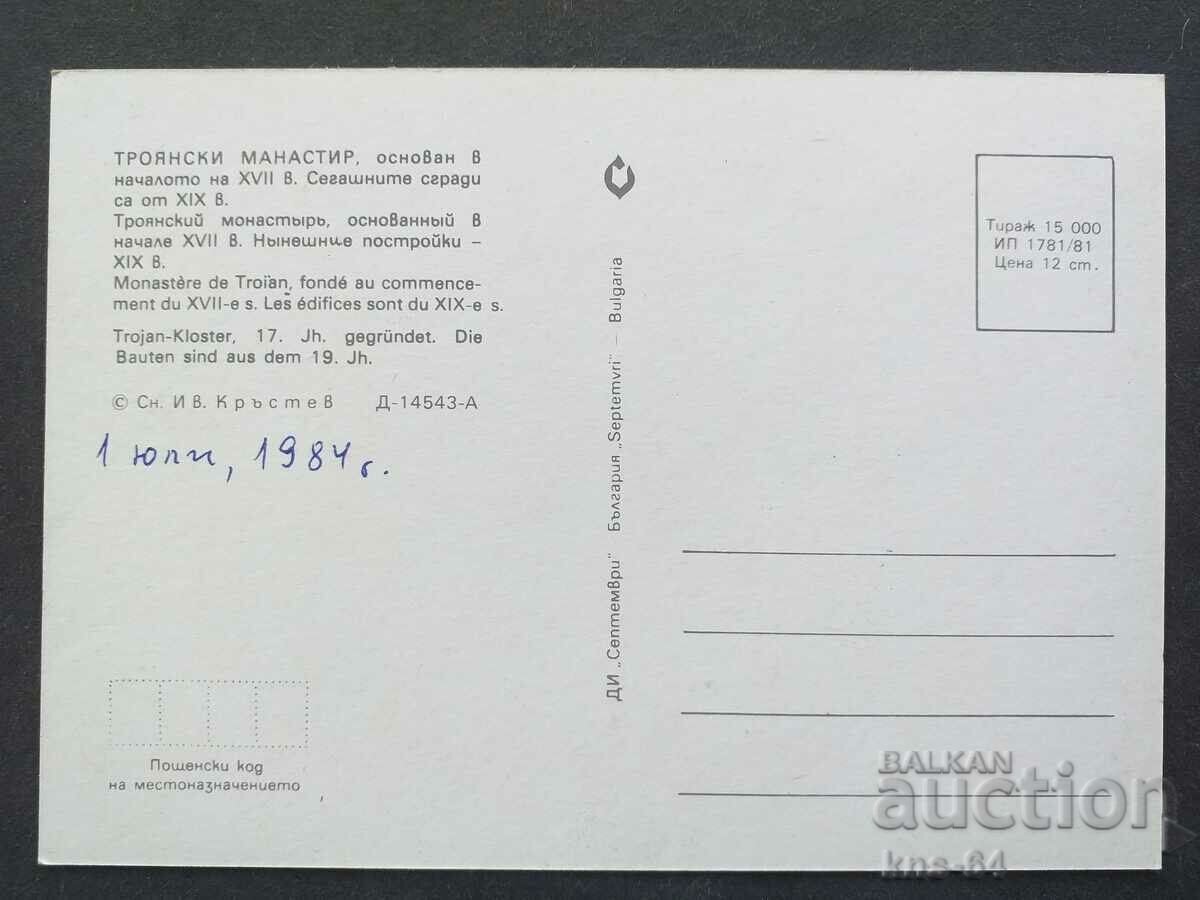 ТРОЯНСКИ МАНАСТИР, основан в
началото на XVII в. Сегашните сгради
са от XIX в.
Троянский монастырь, основанный в
начале XVII в. Нынешние постройки –
XIX в.
Monastère de Troïan, fondé au commence-
ment du XVII-e s. Les édifices sont du XIX-e s.
Trojan-Kloster, 17. Jh. gegründet. Die
Bauten sind aus dem 19. Jh.
© Сн. Ив. Кръстев Д-14543-А
1 юли, 1984 г.
Пощенски код
на местоназначението
ДИ „Септември" България „Septemvri" – Bulgaria
Тираж 15 000
ИП 1781/81
Цена 12 ст.
BALKAN
auction
kns-64